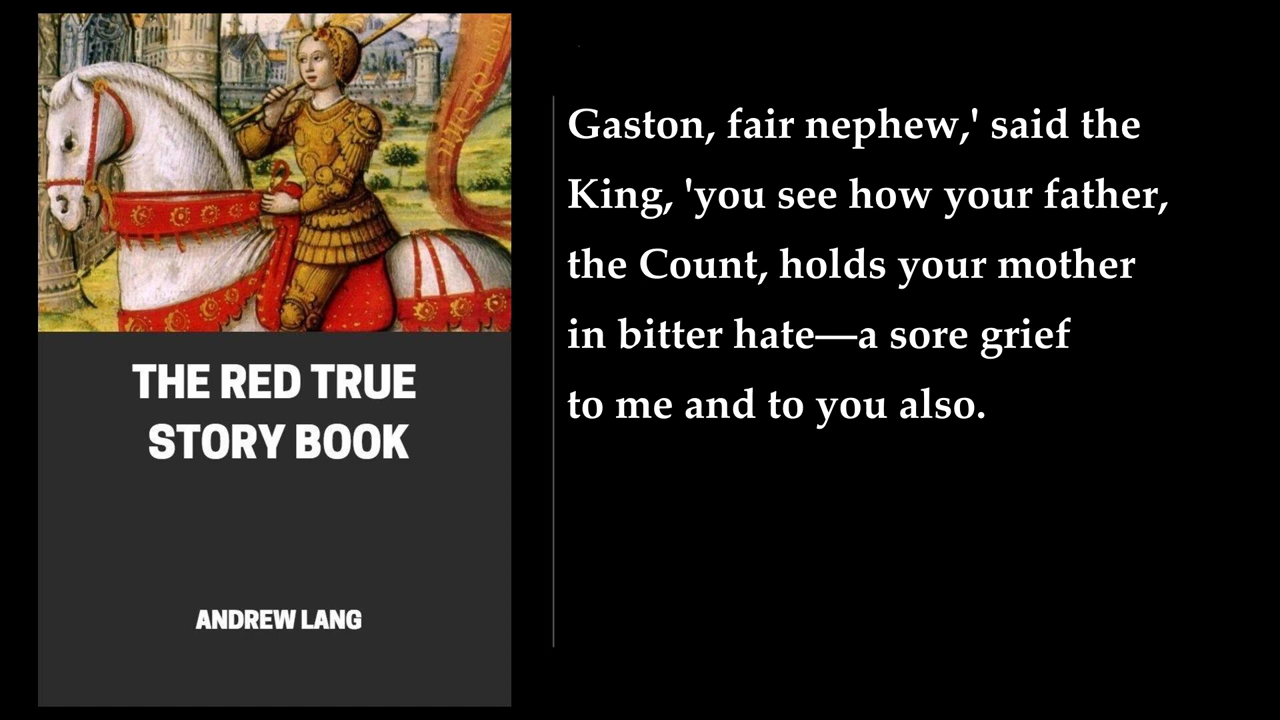 THE RED TRUE
STORY BOOK
ANDREW LANG
Gaston, fair nephew,' said the
King, 'you see how your father,
the Count, holds your mother
in bitter hate—a sore grief
to me and to you also.